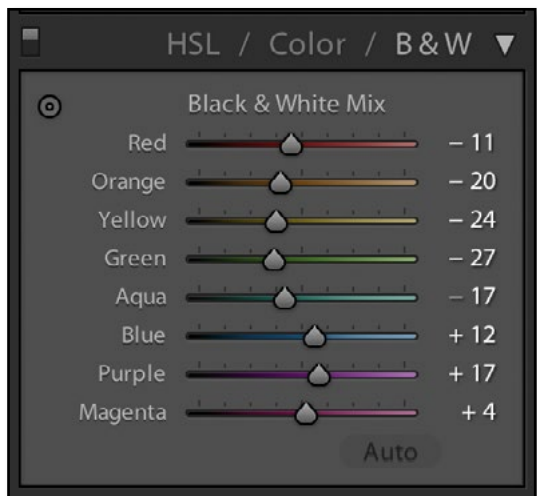 HSL / Color / B & W ▼
Black & White Mix
Red – 11
Orange – 20
Yellow – 24
Green – 27
Aqua – 17
Blue + 12
Purple + 17
Magenta + 4
Auto